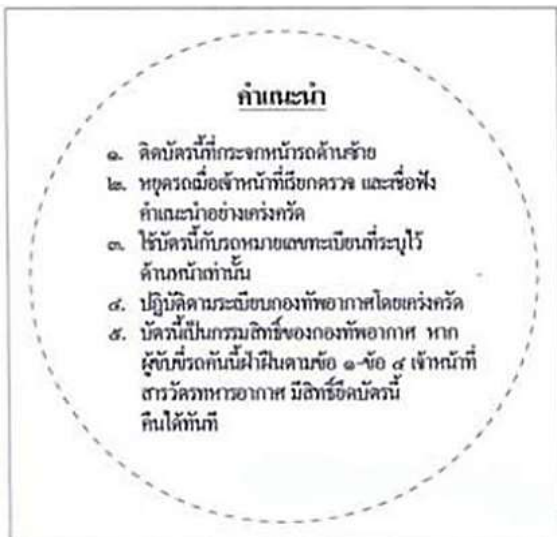 คำแนะนำ
๑. ติดบัตรนี้ที่กระจกหน้ารถด้านซ้าย
๒. หยุดรถเมื่อเจ้าหน้าที่เรียกตรวจ และเชื่อฟัง
คำแนะนำอย่างเคร่งครัด
๓. ใช้บัตรนี้กับรถหมายเลขทะเบียนที่ระบุไว้
ด้านหน้าเท่านั้น
๔. ปฏิบัติตามระเบียบกองทัพอากาศโดยเคร่งครัด
๕. บัตรนี้เป็นกรรมสิทธิ์ของกองทัพอากาศ หาก
ผู้ขับขี่รถคันนี้ฝ่าฝืนตามข้อ ๑-ข้อ ๔ เจ้าหน้าที่
สารวัตรทหารอากาศ มีสิทธิ์ยึดบัตรนี้
คืนได้ทันที